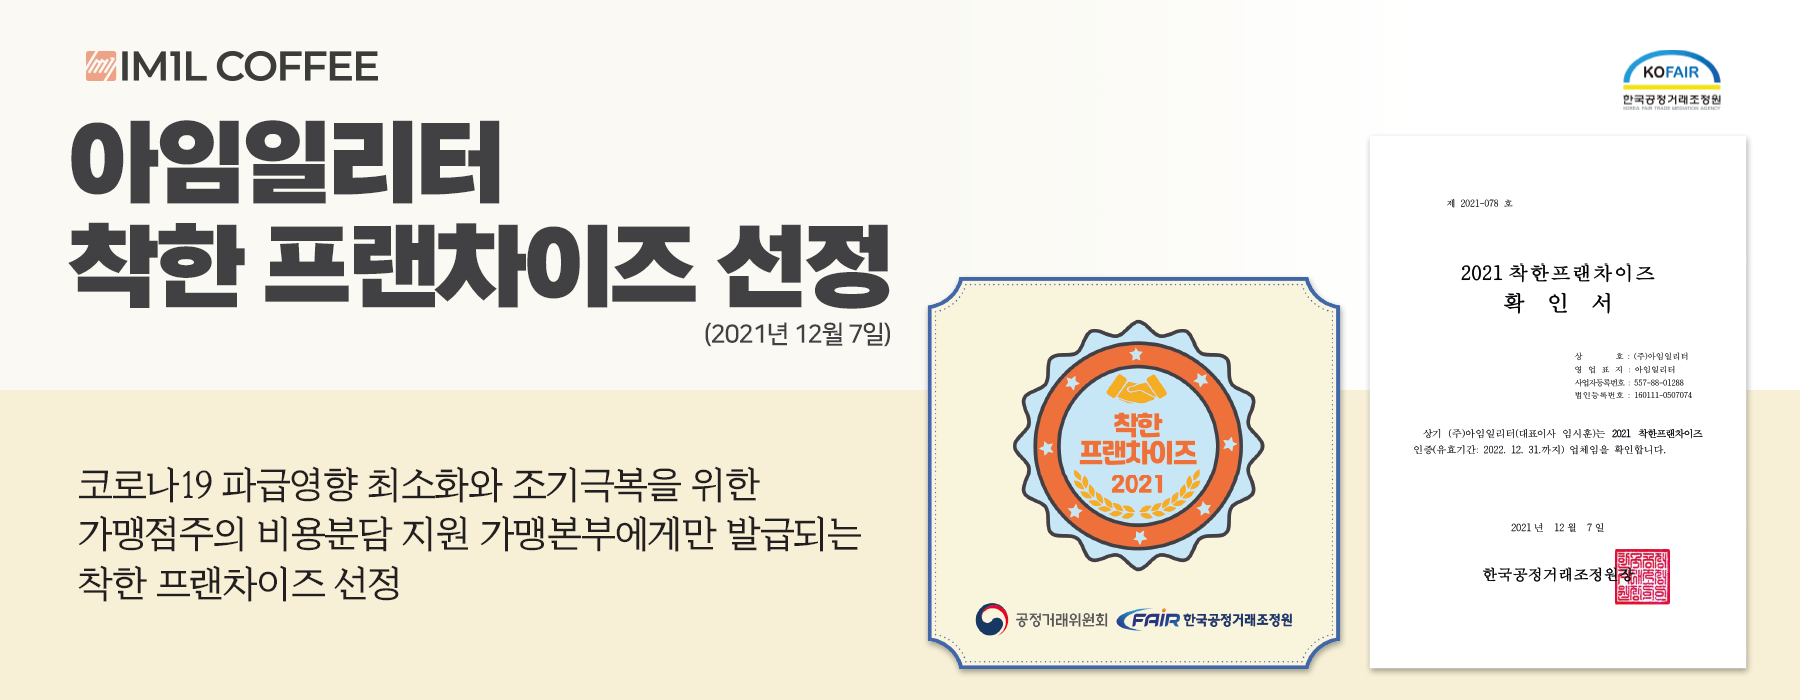 IM1L COFFEE
아임일리터
착한 프랜차이즈 선정
(2021년 12월 7일)
코로나19 파급영향 최소화와 조기극복을 위한
가맹점주의 비용분담 지원 가맹본부에게만 발급되는
착한 프랜차이즈 선정
착한
프랜차이즈
2021
공정거래위원회 FAIR 한국공정거래조정원
KOFAIR
한국공정거래조정원
KOREA FAIR TRADE MEDIATION AGENCY
제 2021-078 호
2021 착한프랜차이즈
확 인 서
상 호 : (주)아임일리터
영 업 표 지 : 아임일리터
사업자등록번호 : 557-88-01288
법인등록번호 : 160111-0507074
상기 (주)아임일리터(대표이사 임시훈)는 2021 착한프랜차이즈
인증(유효기간: 2022. 12. 31.까지) 업체임을 확인합니다.
2021 년 12 월 7 일
한국공정거래조정원장